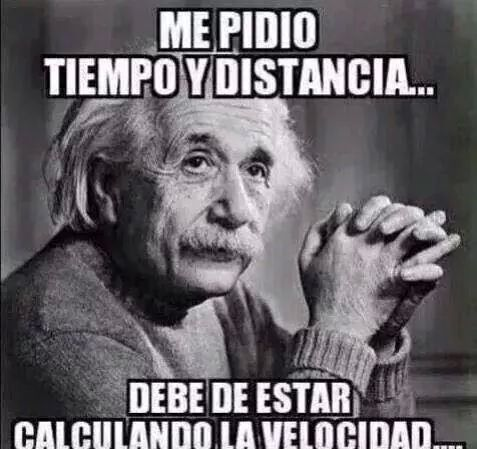 ME PIDIO
TIEMPO Y DISTANCIA...
DEBE DE ESTAR
CALCULANDO LA VELOCIDAD....